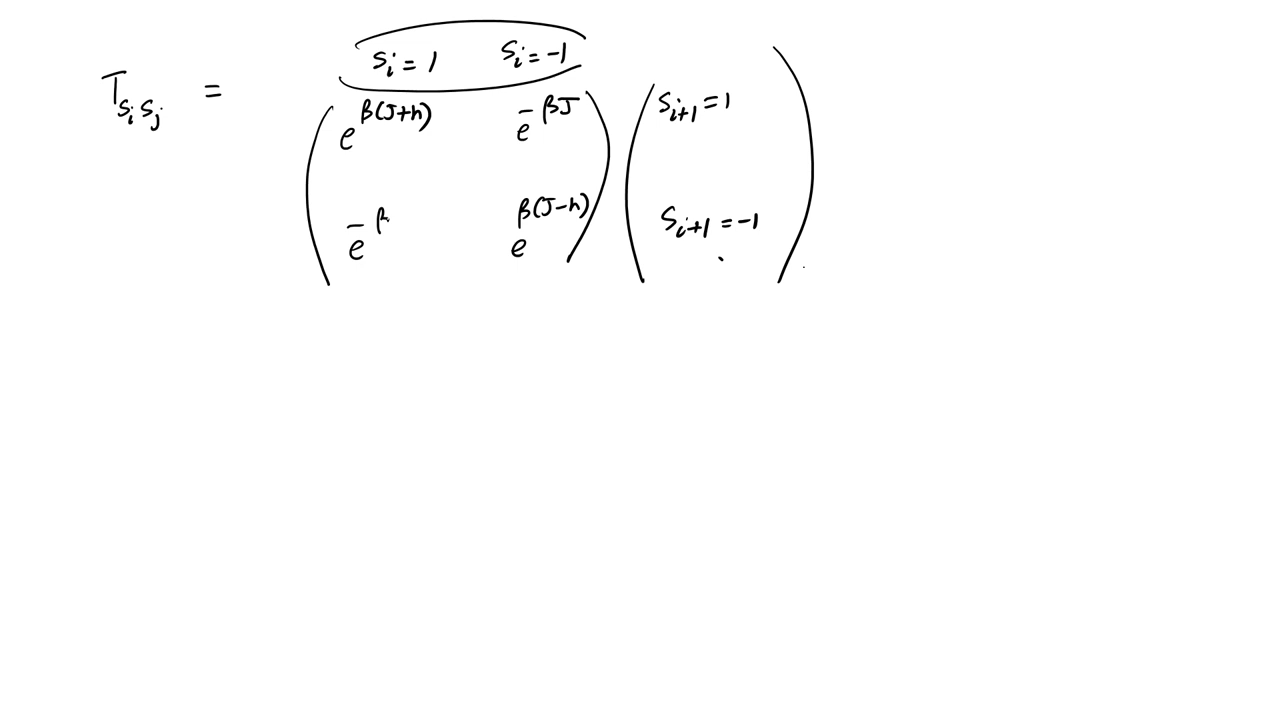 s_i = 1 s_i = -1
T_{s_i s_j} = e^{β(J+h)} e^{-βJ} s_{i+1} = 1
e^{-β} e^{β(J-h)} s_{i+1} = -1